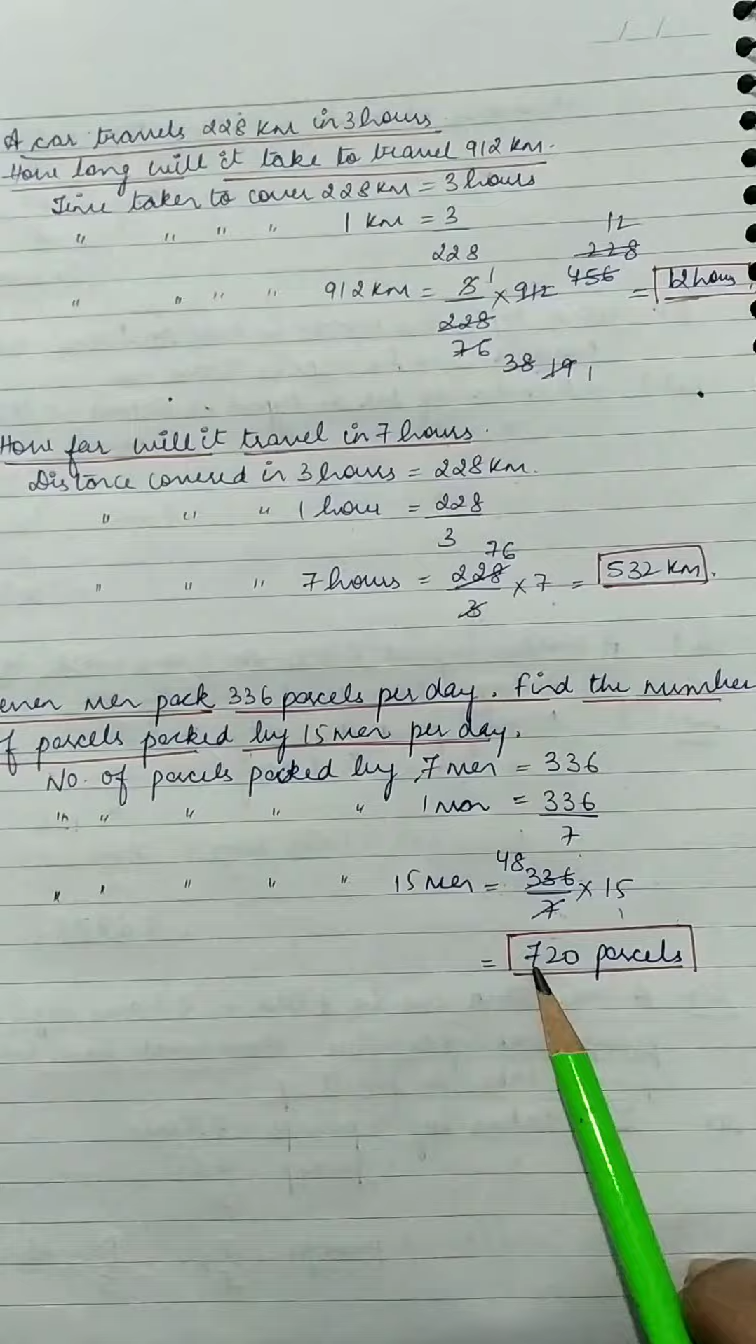 A car travels 228 KM in 3 hours.
How long will it take to travel 912 KM.
Time taken to cover 228 KM = 3 hours
" " " " 1 KM = 3
228
12
228
" " " " 912 KM = 3 1 × 912 456 = 12 hours
228
76 38 19 1
How far will it travel in 7 hours.
Distance covered in 3 hours = 228 KM.
" " " 1 hour = 228
3
76
" " " 7 hours = 228 × 7 = 532 KM.
3
even men pack 336 parcels per day. Find the number
f parcels packed by 15 men per day.
No. of parcels packed by 7 men = 336
" " " " " 1 man = 336
7
" " " " " 15 men = 48 336 × 15
7 1
= 720 parcels